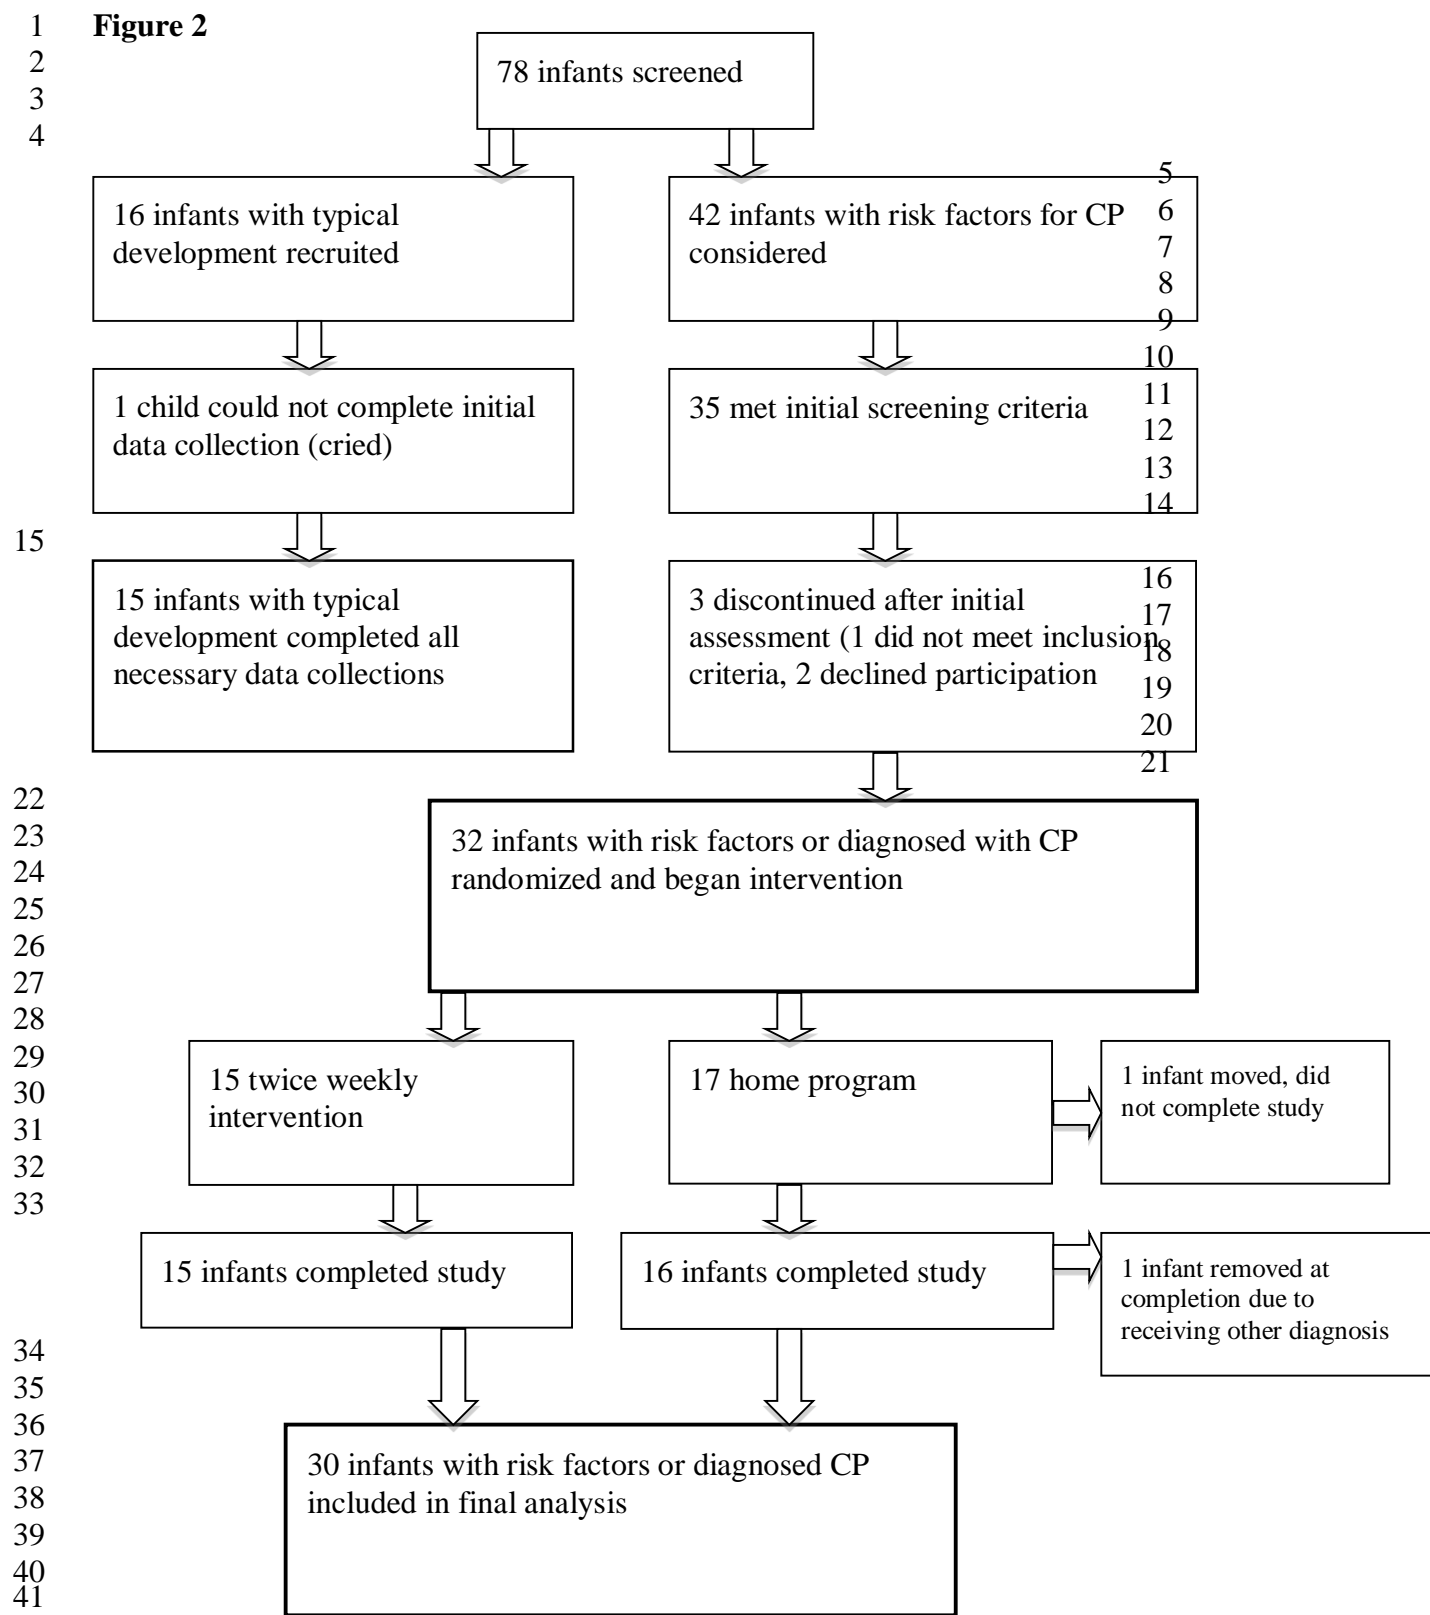 1 Figure 2
2
3
4
78 infants screened
5
6
7
8
9
10
11
12
13
14
16 infants with typical
development recruited
42 infants with risk factors for CP
considered
1 child could not complete initial
data collection (cried)
35 met initial screening criteria
15
15 infants with typical
development completed all
necessary data collections
3 discontinued after initial
assessment (1 did not meet inclusion
criteria, 2 declined participation
16
17
18
19
20
21
22
23
24
25
26
27
28
29
30
31
32
33
32 infants with risk factors or diagnosed with CP
randomized and began intervention
15 twice weekly
intervention
17 home program
1 infant moved, did
not complete study
15 infants completed study
16 infants completed study
1 infant removed at
completion due to
receiving other diagnosis
34
35
36
37
38
39
40
41
30 infants with risk factors or diagnosed CP
included in final analysis